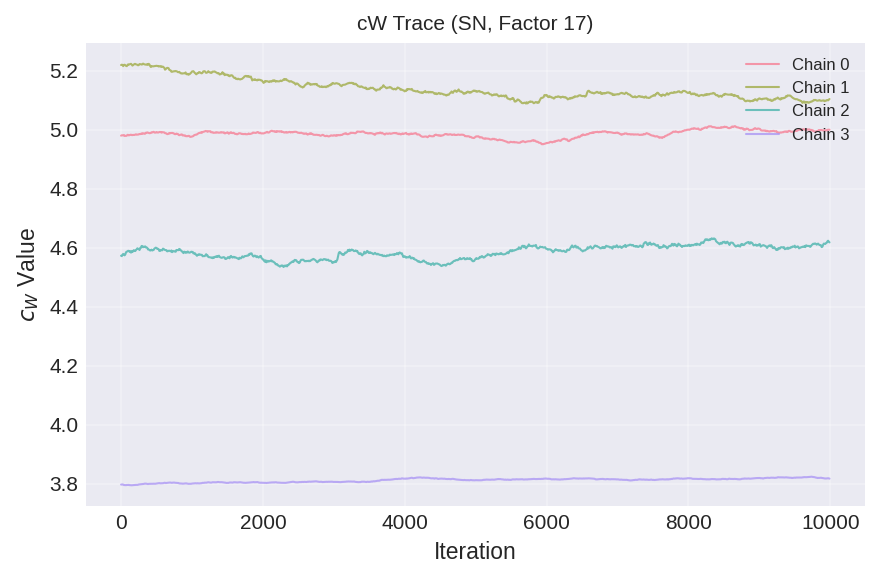 cW Trace (SN, Factor 17)
Chain 0
Chain 1
Chain 2
Chain 3
5.2
5.0
4.8
4.6
4.4
4.2
4.0
3.8
c_W Value
0 2000 4000 6000 8000 10000
Iteration